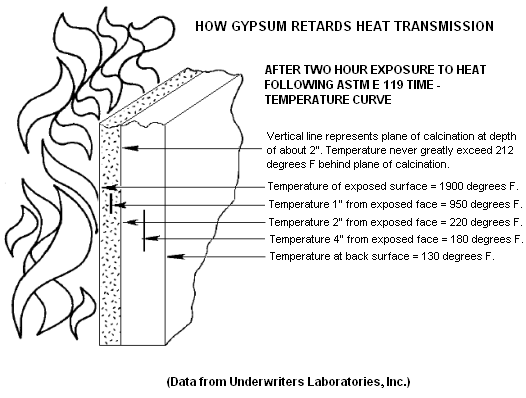 HOW GYPSUM RETARDS HEAT TRANSMISSION
AFTER TWO HOUR EXPOSURE TO HEAT
FOLLOWING ASTM E 119 TIME -
TEMPERATURE CURVE
Vertical line represents plane of calcination at depth
of about 2". Temperature never greatly exceed 212
degrees F behind plane of calcination.
Temperature of exposed surface = 1900 degrees F.
Temperature 1" from exposed face = 950 degrees F.
Temperature 2" from exposed face = 220 degrees F.
Temperature 4" from exposed face = 180 degrees F.
Temperature at back surface = 130 degrees F.
(Data from Underwriters Laboratories, Inc.)